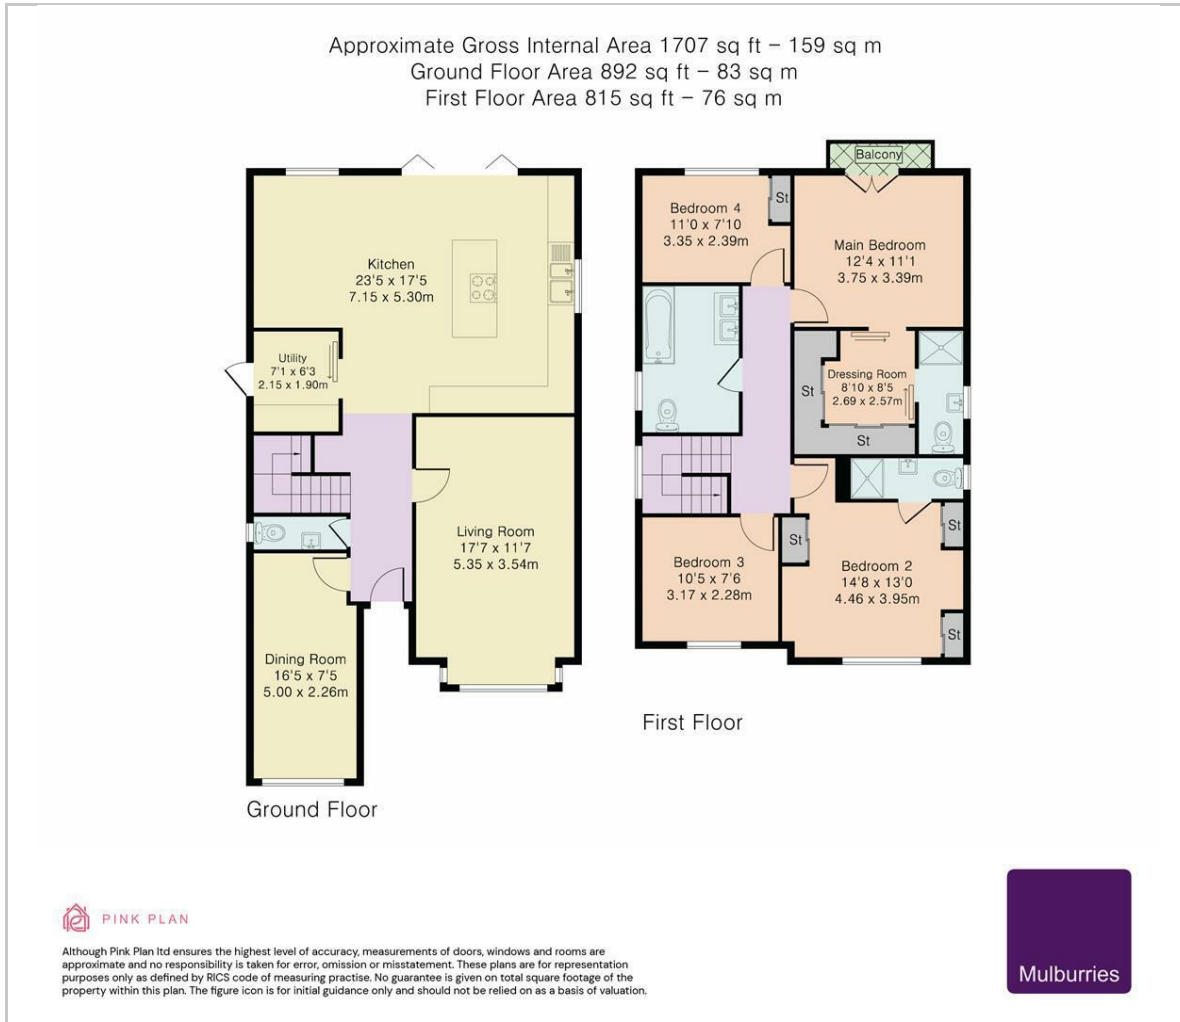 Approximate Gross Internal Area 1707 sq ft – 159 sq m
Ground Floor Area 892 sq ft – 83 sq m
First Floor Area 815 sq ft – 76 sq m
Kitchen
23'5 x 17'5
7.15 x 5.30m
Utility
7'1 x 6'3
2.15 x 1.90m
Living Room
17'7 x 11'7
5.35 x 3.54m
Dining Room
16'5 x 7'5
5.00 x 2.26m
Ground Floor
Balcony
Bedroom 4
11'0 x 7'10
3.35 x 2.39m
St
Main Bedroom
12'4 x 11'1
3.75 x 3.39m
Dressing Room
8'10 x 8'5
2.69 x 2.57m
St
St
Bedroom 3
10'5 x 7'6
3.17 x 2.28m
St
Bedroom 2
14'8 x 13'0
4.46 x 3.95m
St
St
First Floor
PINK PLAN
Although Pink Plan ltd ensures the highest level of accuracy, measurements of doors, windows and rooms are
approximate and no responsibility is taken for error, omission or misstatement. These plans are for representation
purposes only as defined by RICS code of measuring practise. No guarantee is given on total square footage of the
property within this plan. The figure icon is for initial guidance only and should not be relied on as a basis of valuation.
Mulburries